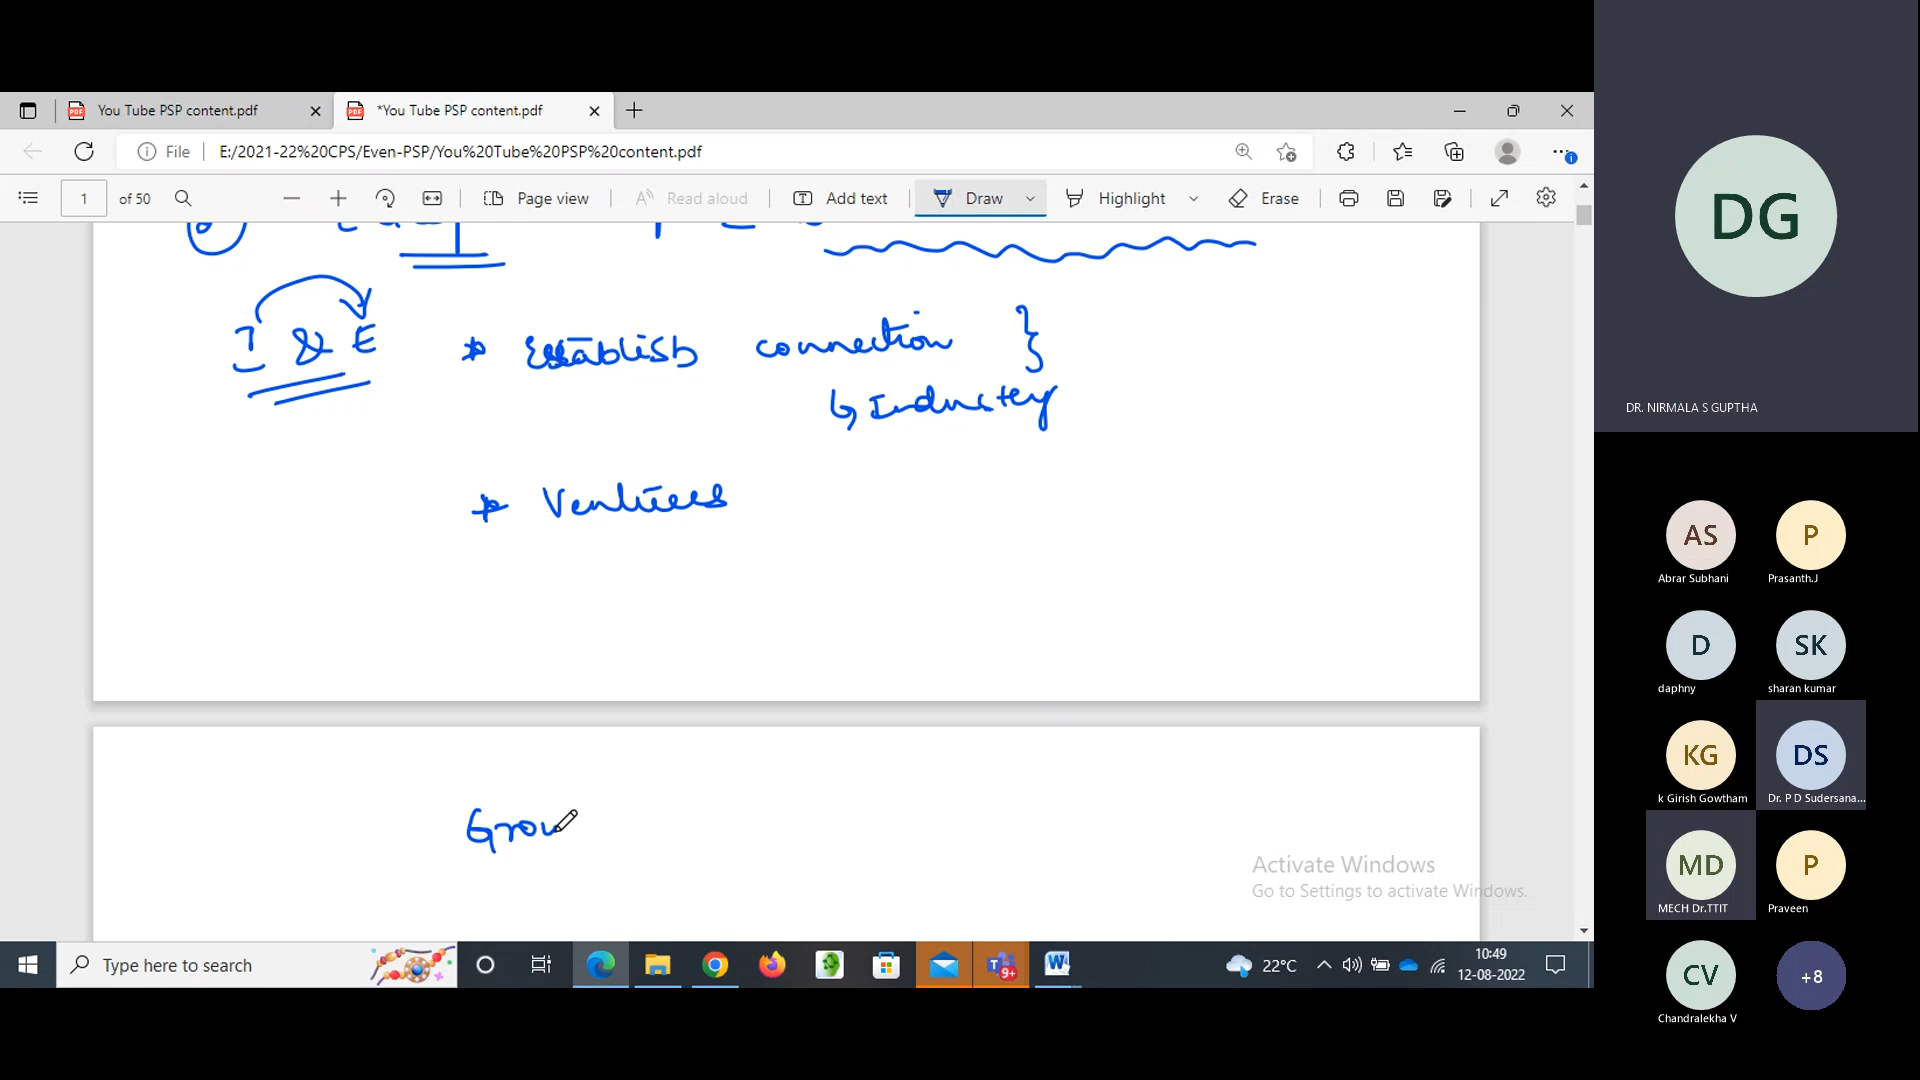 You Tube PSP content.pdf
*You Tube PSP content.pdf
File
E:/2021-22%20CPS/Even-PSP/You%20Tube%20PSP%20content.pdf
1 of 50
Page view
Read aloud
Add text
Draw
Highlight
Erase
I & E
* Establish connection }
↳ Industry
* Ventures
Grow
Activate Windows
Go to Settings to activate Windows.
Type here to search
9+
W
22°C
10:49
12-08-2022
DG
DR. NIRMALA S GUPTHA
AS
P
Abrar Subhani
Prasanth.J
D
SK
daphny
sharan kumar
KG
DS
k Girish Gowtham
Dr. P D Sudersana...
MD
P
MECH Dr.TTIT
Praveen
CV
+8
Chandralekha V